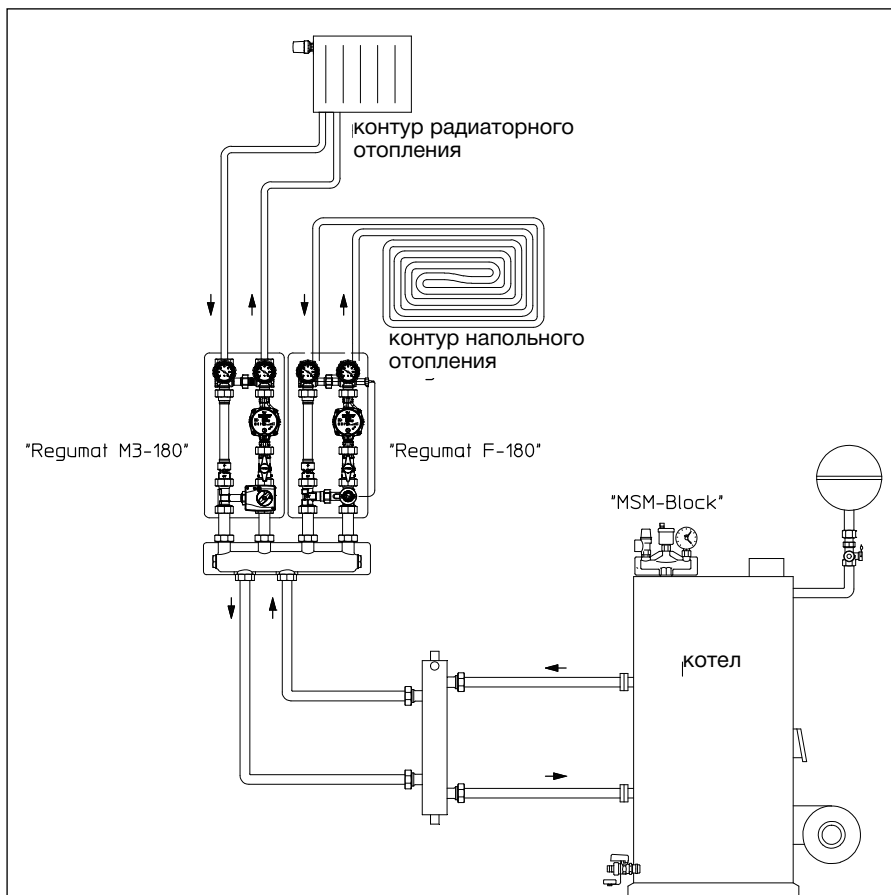 контур радиаторного
отопления
контур напольного
отопления
"Regumat M3-180"
"Regumat F-180"
"MSM-Block"
котел